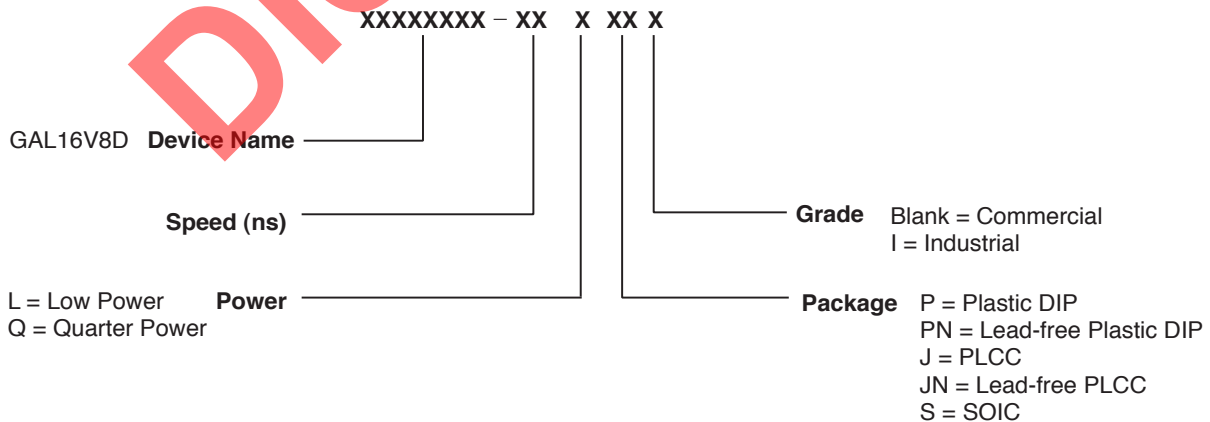 XXXXXXXX – XX X XX X
GAL16V8D Device Name
Speed (ns)
Grade Blank = Commercial
I = Industrial
L = Low Power Power
Q = Quarter Power
Package P = Plastic DIP
PN = Lead-free Plastic DIP
J = PLCC
JN = Lead-free PLCC
S = SOIC